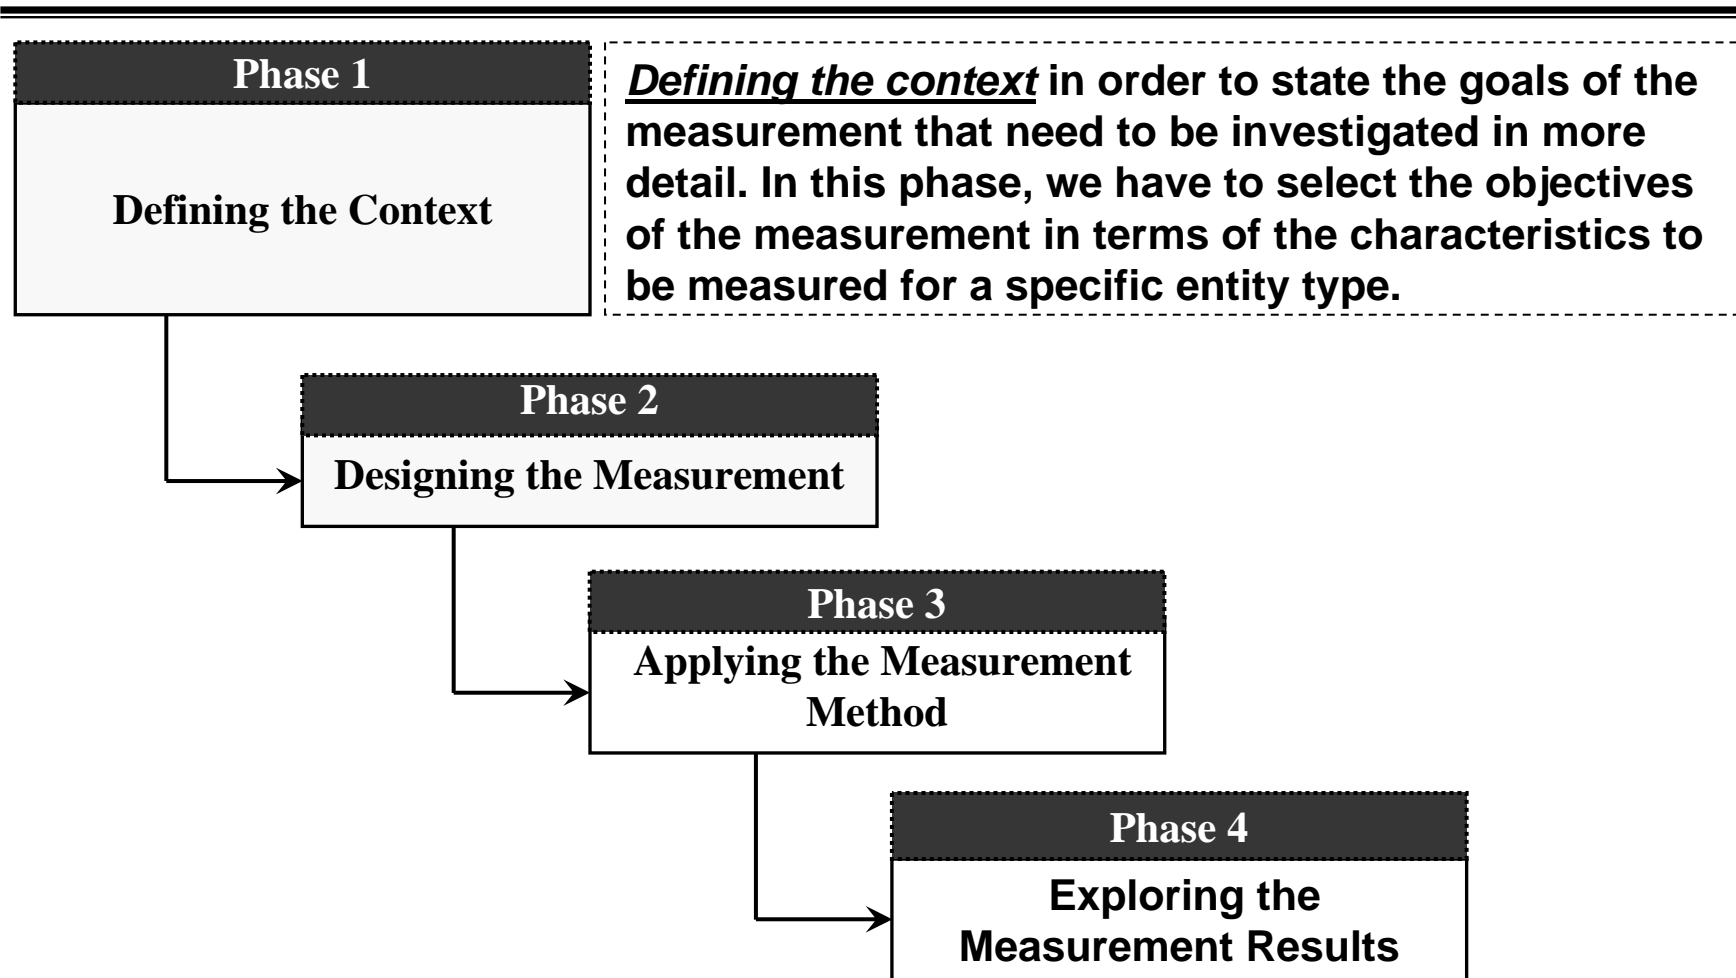 Phase 1
Defining the Context
Defining the context in order to state the goals of the
measurement that need to be investigated in more
detail. In this phase, we have to select the objectives
of the measurement in terms of the characteristics to
be measured for a specific entity type.
Phase 2
Designing the Measurement
Phase 3
Applying the Measurement
Method
Phase 4
Exploring the
Measurement Results